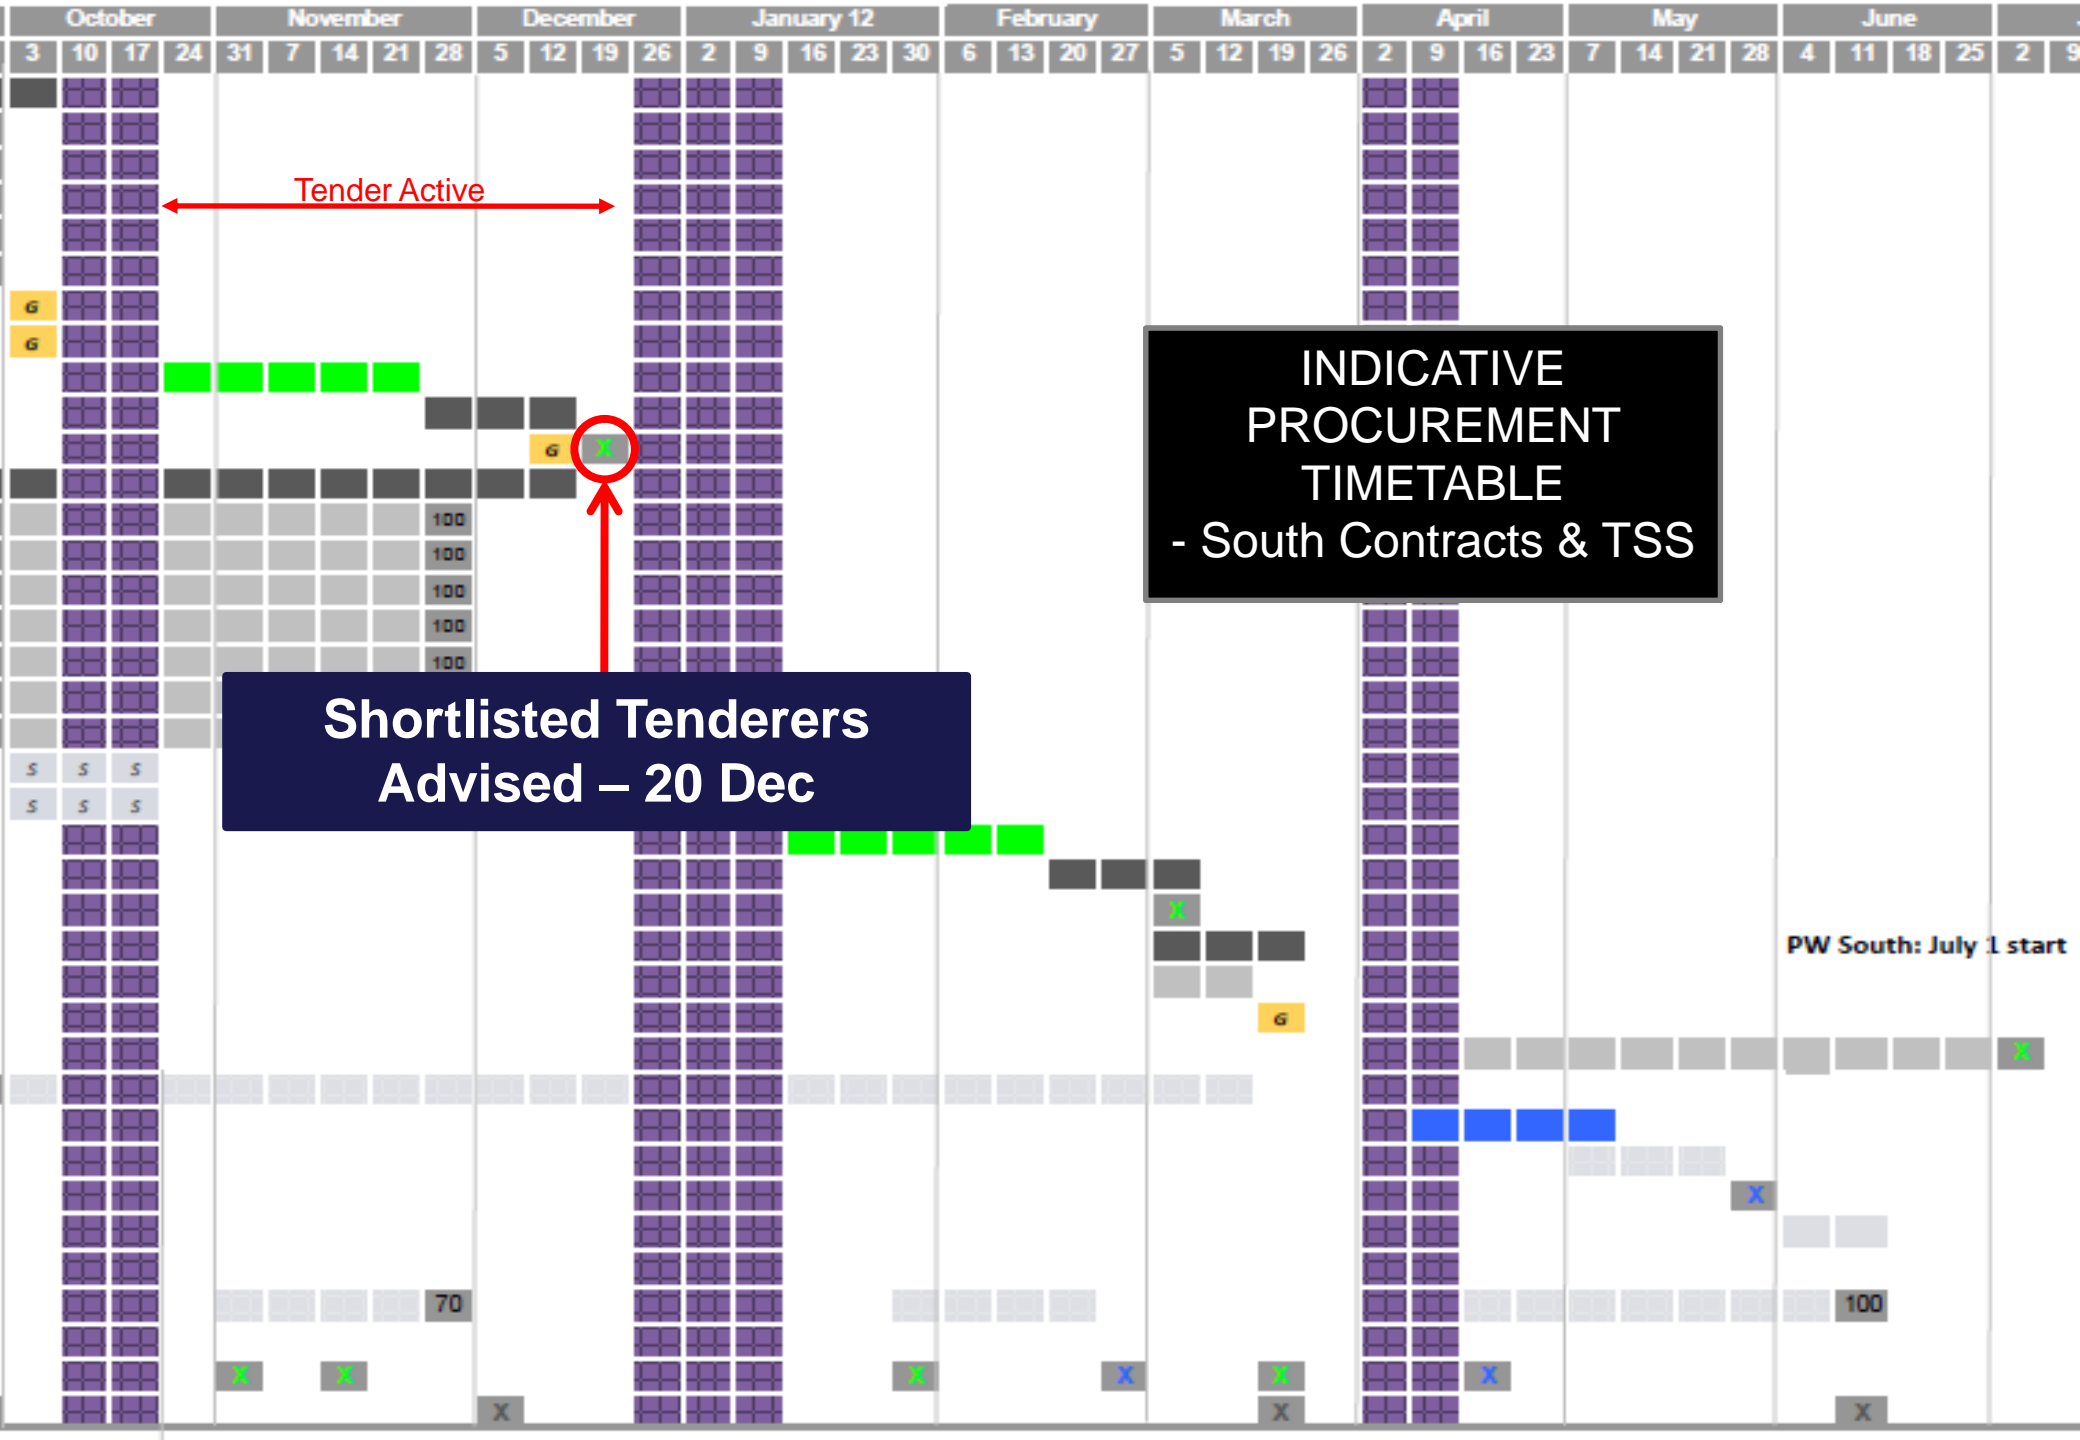 October November December January 12 February March April May June
3 10 17 24 31 7 14 21 28 5 12 19 26 2 9 16 23 30 6 13 20 27 5 12 19 26 2 9 16 23 7 14 21 28 4 11 18 25 2 9
Tender Active
G
G
INDICATIVE
PROCUREMENT
TIMETABLE
- South Contracts & TSS
G X
100
100
100
100
100
Shortlisted Tenderers
Advised – 20 Dec
S S S
S S S
X
PW South: July 1 start
G
X
X
70 100
X X X X X X
X X X